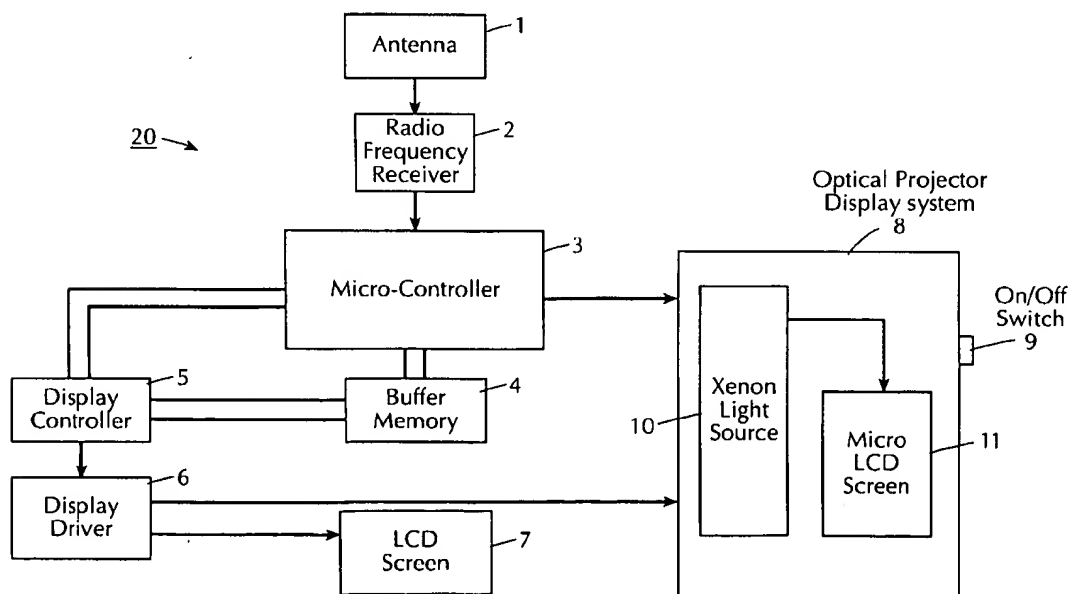 1
Antenna
20
Radio
Frequency
Receiver
2
Micro-Controller
3
Optical Projector
Display system
8
On/Off
Switch
9
5
Display
Controller
Buffer
Memory
4
Xenon
Light
Source
10
Micro
LCD
Screen
11
6
Display
Driver
LCD
Screen
7